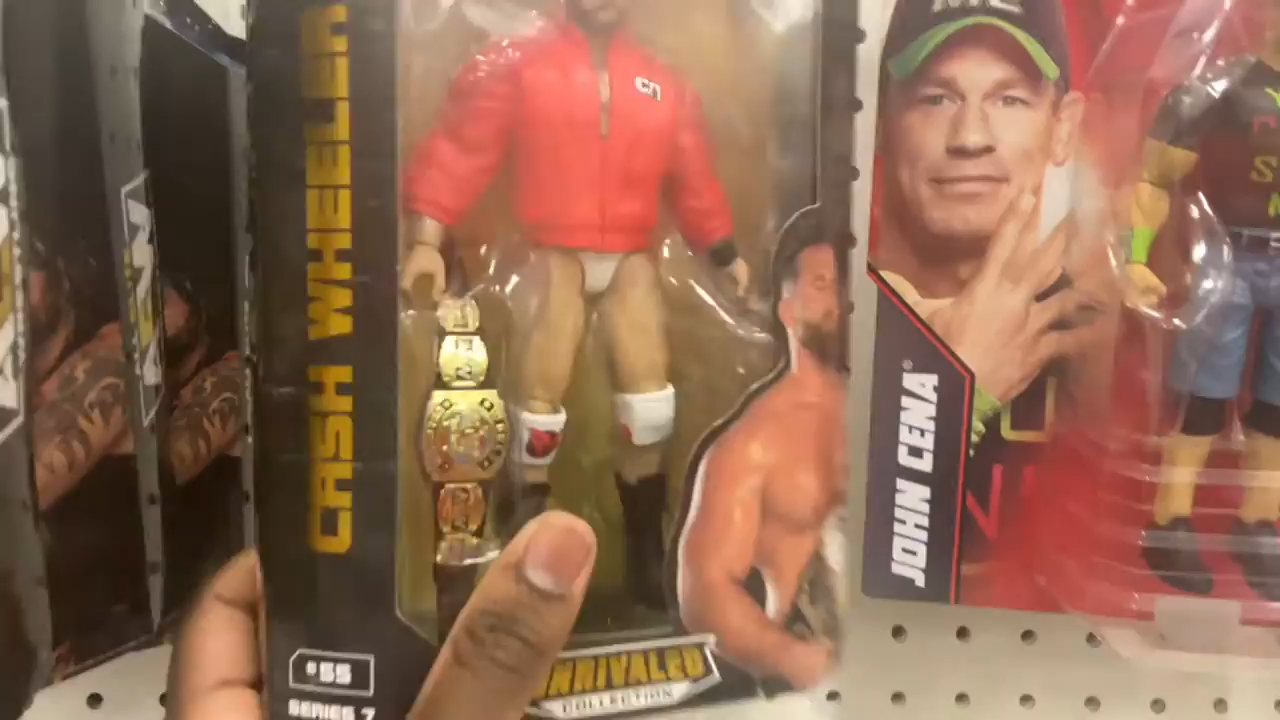 CASH WHEELER
#55
SERIES 7
UNRIVALED
COLLECTION
JOHN CENA®